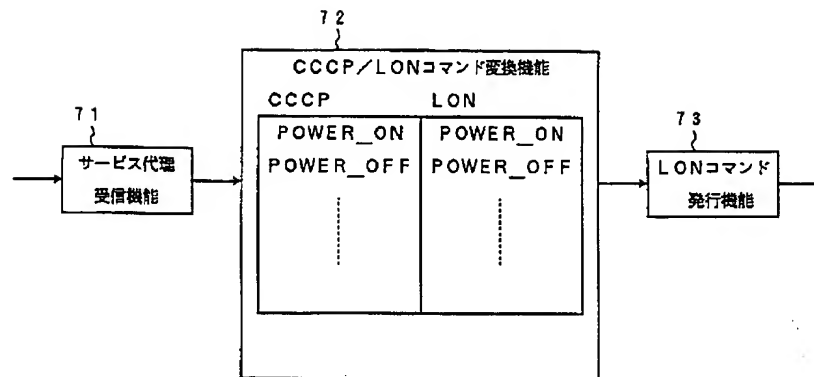 72
CCCP/LONコマンド変換機能
CCCP LON
POWER_ON POWER_ON
POWER_OFF POWER_OFF
71
サービス代理
受信機能
73
LONコマンド
発行機能